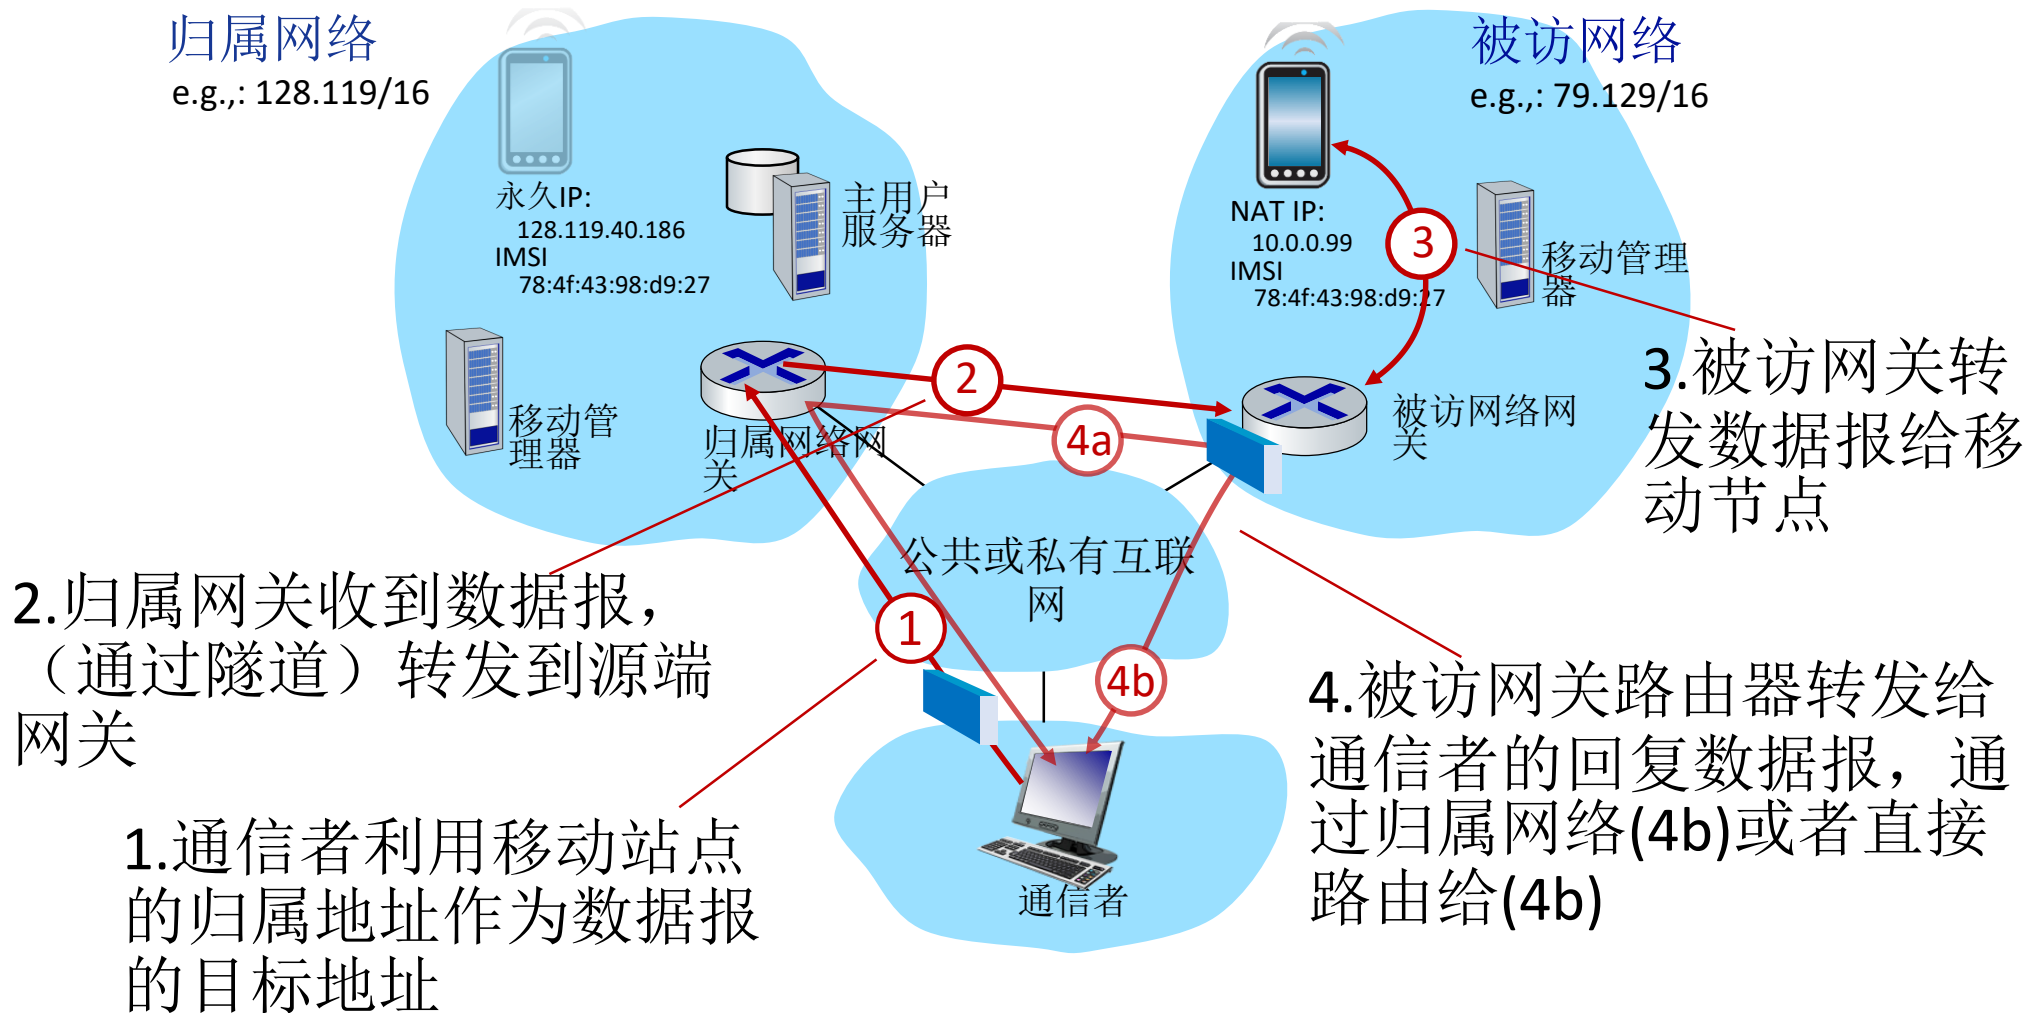 归属网络
e.g.,: 128.119/16
被访网络
e.g.,: 79.129/16
永久IP:
128.119.40.186
IMSI
78:4f:43:98:d9:27
主用户
服务器
NAT IP:
10.0.0.99
IMSI
78:4f:43:98:d9:27
移动管理
器
3
移动管
理器
归属网络网
关
2
4a
被访网络网
关
3.被访网关转
发数据报给移
动节点
公共或私有互联
网
1
4b
2.归属网关收到数据报，
（通过隧道）转发到源端
网关
4.被访网关路由器转发给
通信者的回复数据报，通
过归属网络(4b)或者直接
路由给(4b)
1.通信者利用移动站点
的归属地址作为数据报
的目标地址
通信者